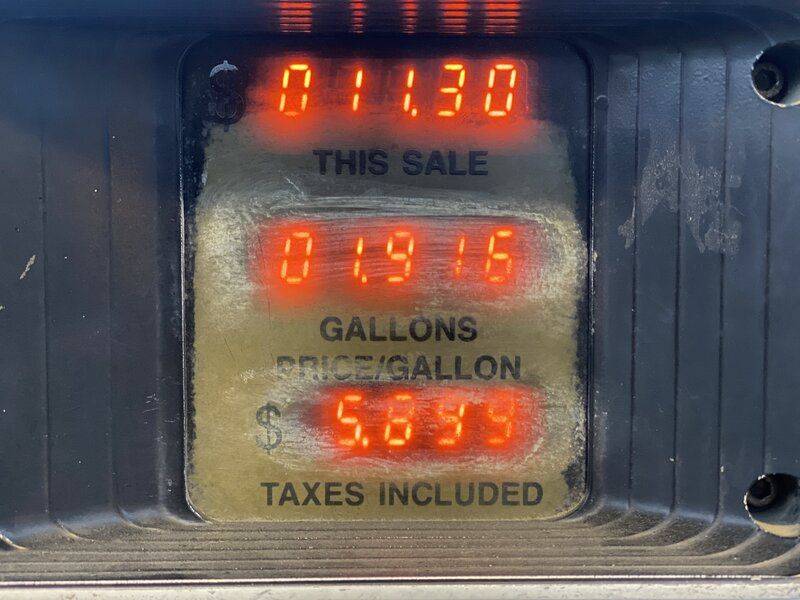 $ 011.30
THIS SALE
01.916
GALLONS
PRICE/GALLON
$ 5.899
TAXES INCLUDED